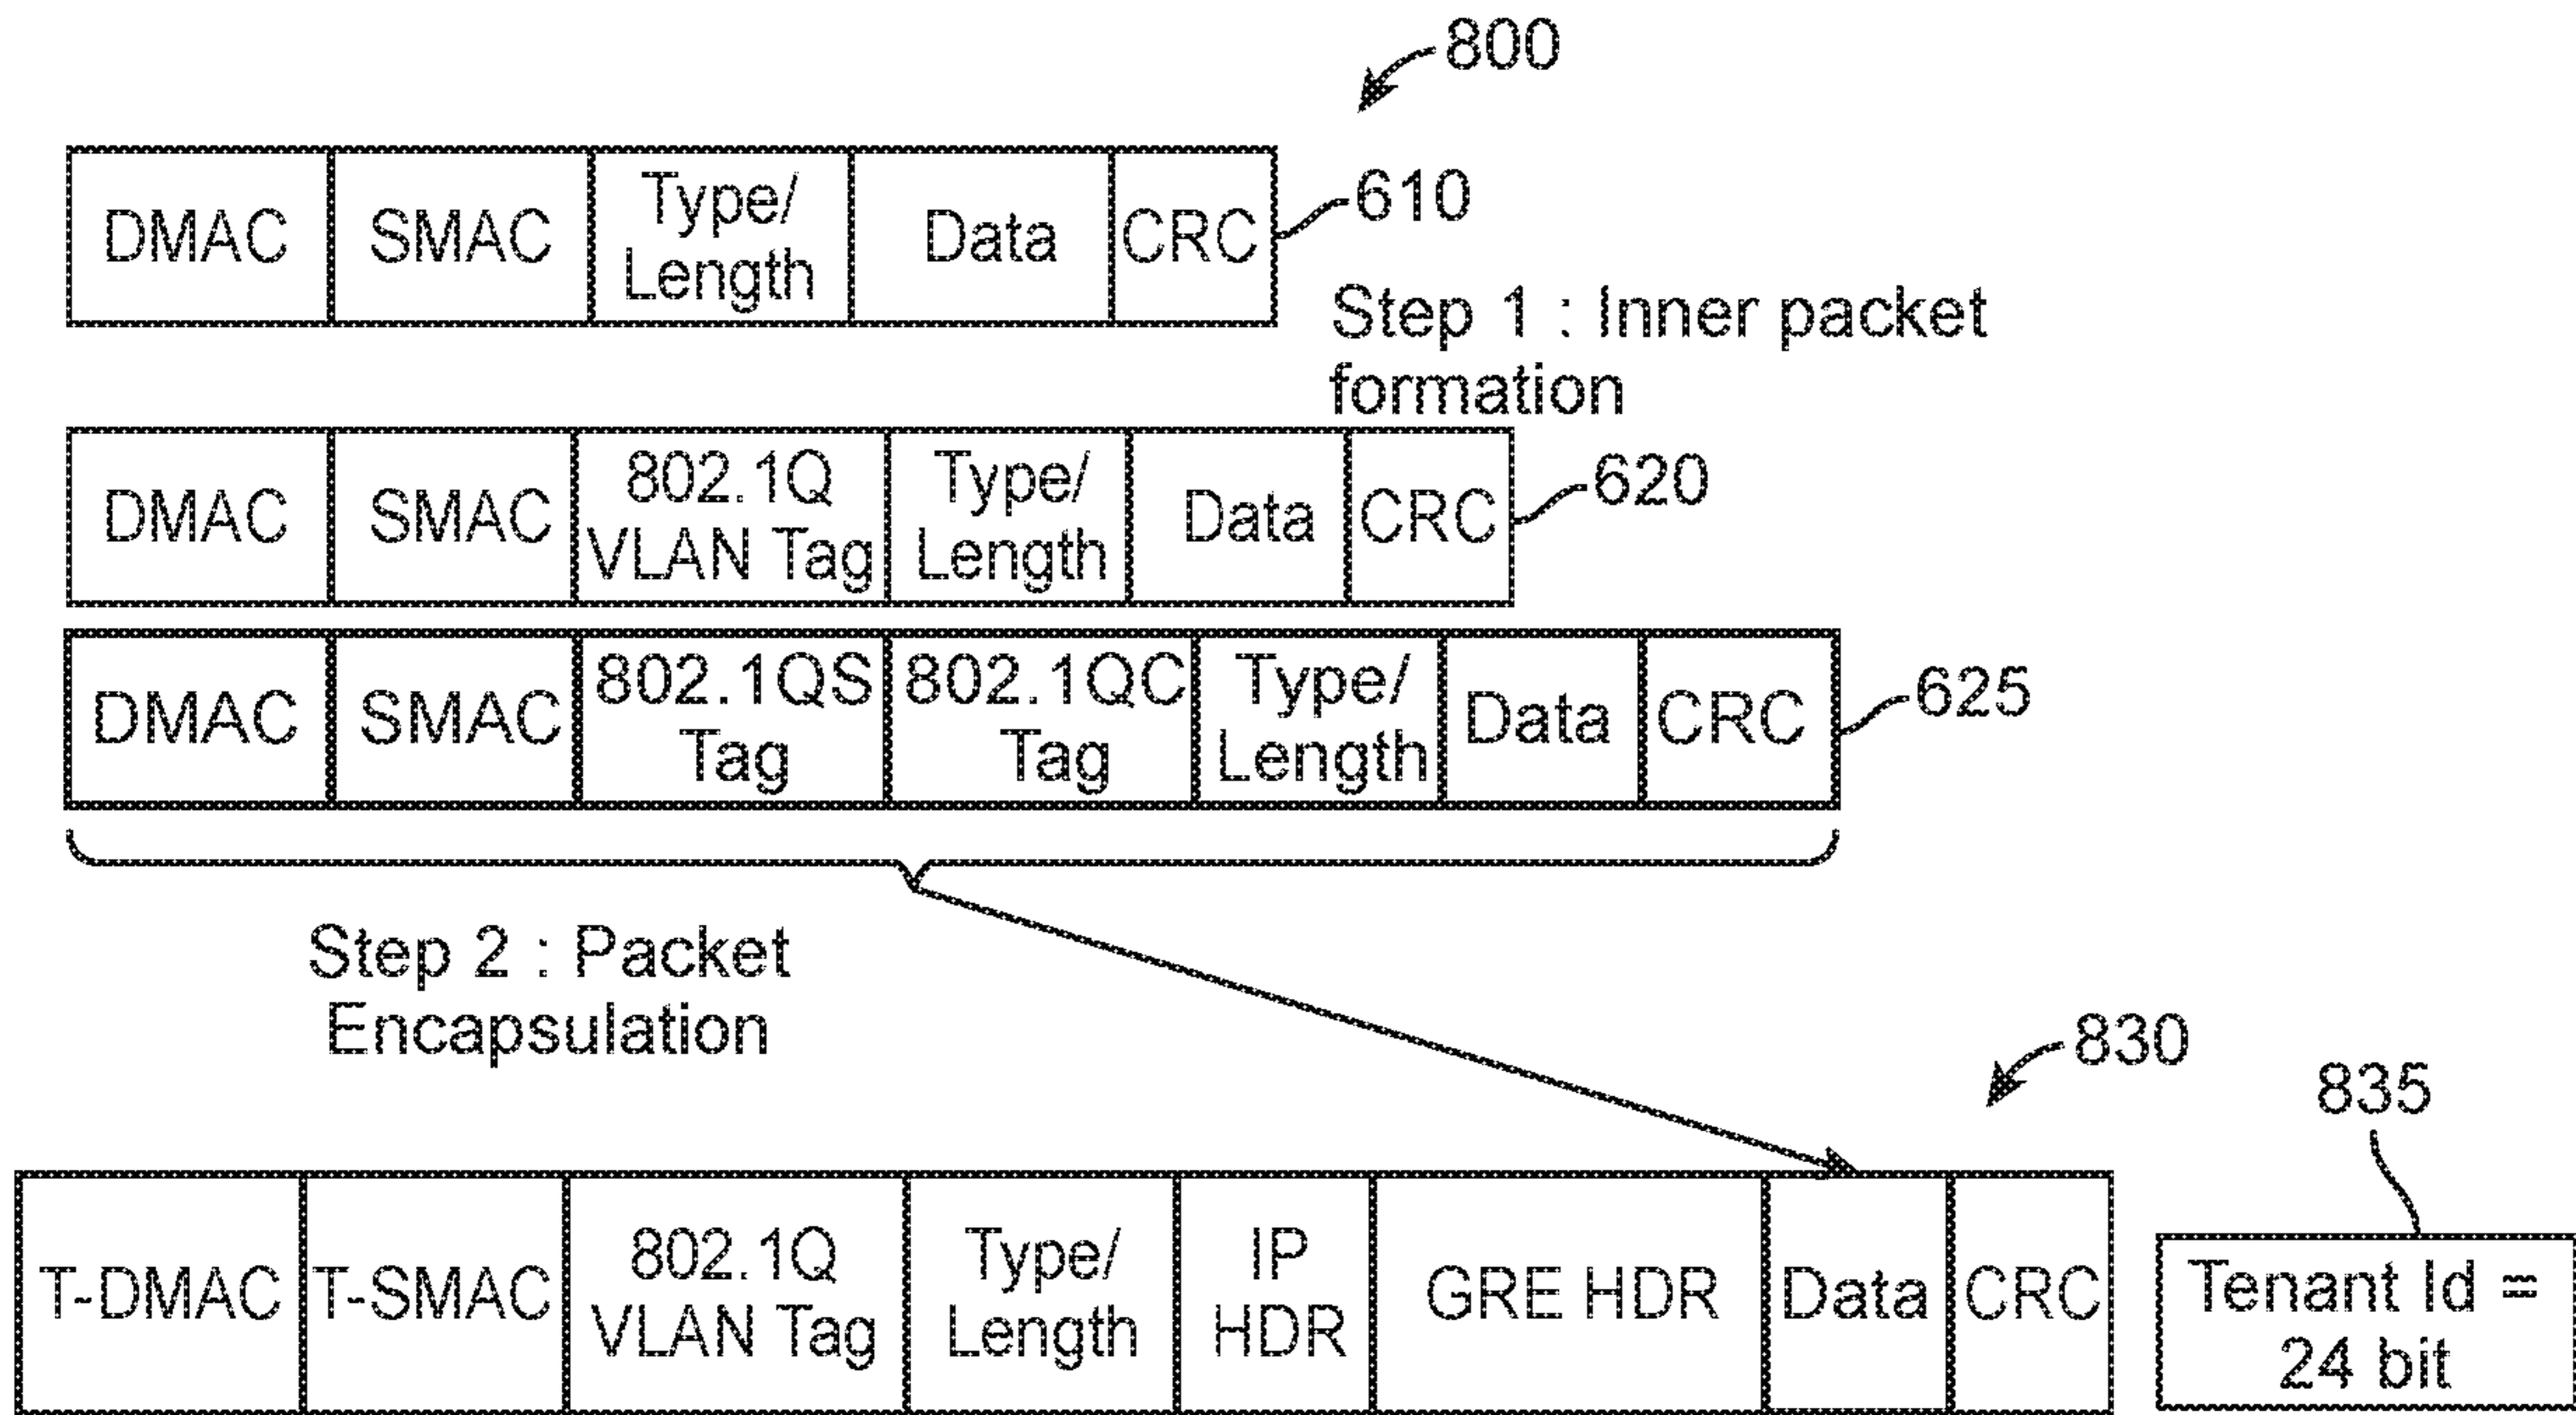 800
DMAC SMAC Type/ Length Data CRC 610
Step 1 : Inner packet
formation
DMAC SMAC 802.1Q VLAN Tag Type/ Length Data CRC 620
DMAC SMAC 802.1QS Tag 802.1QC Tag Type/ Length Data CRC 625
Step 2 : Packet
Encapsulation
830
835
T-DMAC T-SMAC 802.1Q VLAN Tag Type/ Length IP HDR GRE HDR Data CRC
Tenant Id =
24 bit